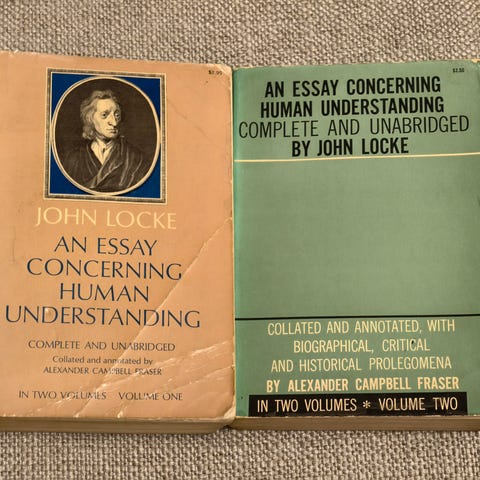 $2.95
JOHN LOCKE
AN ESSAY
CONCERNING
HUMAN
UNDERSTANDING
COMPLETE AND UNABRIDGED
Collated and annotated by
ALEXANDER CAMPBELL FRASER
IN TWO VOLUMES VOLUME ONE
AN ESSAY CONCERNING
HUMAN UNDERSTANDING
COMPLETE AND UNABRIDGED
BY JOHN LOCKE
COLLATED AND ANNOTATED, WITH
BIOGRAPHICAL, CRITICAL
AND HISTORICAL PROLEGOMENA
BY ALEXANDER CAMPBELL FRASER
IN TWO VOLUMES * VOLUME TWO